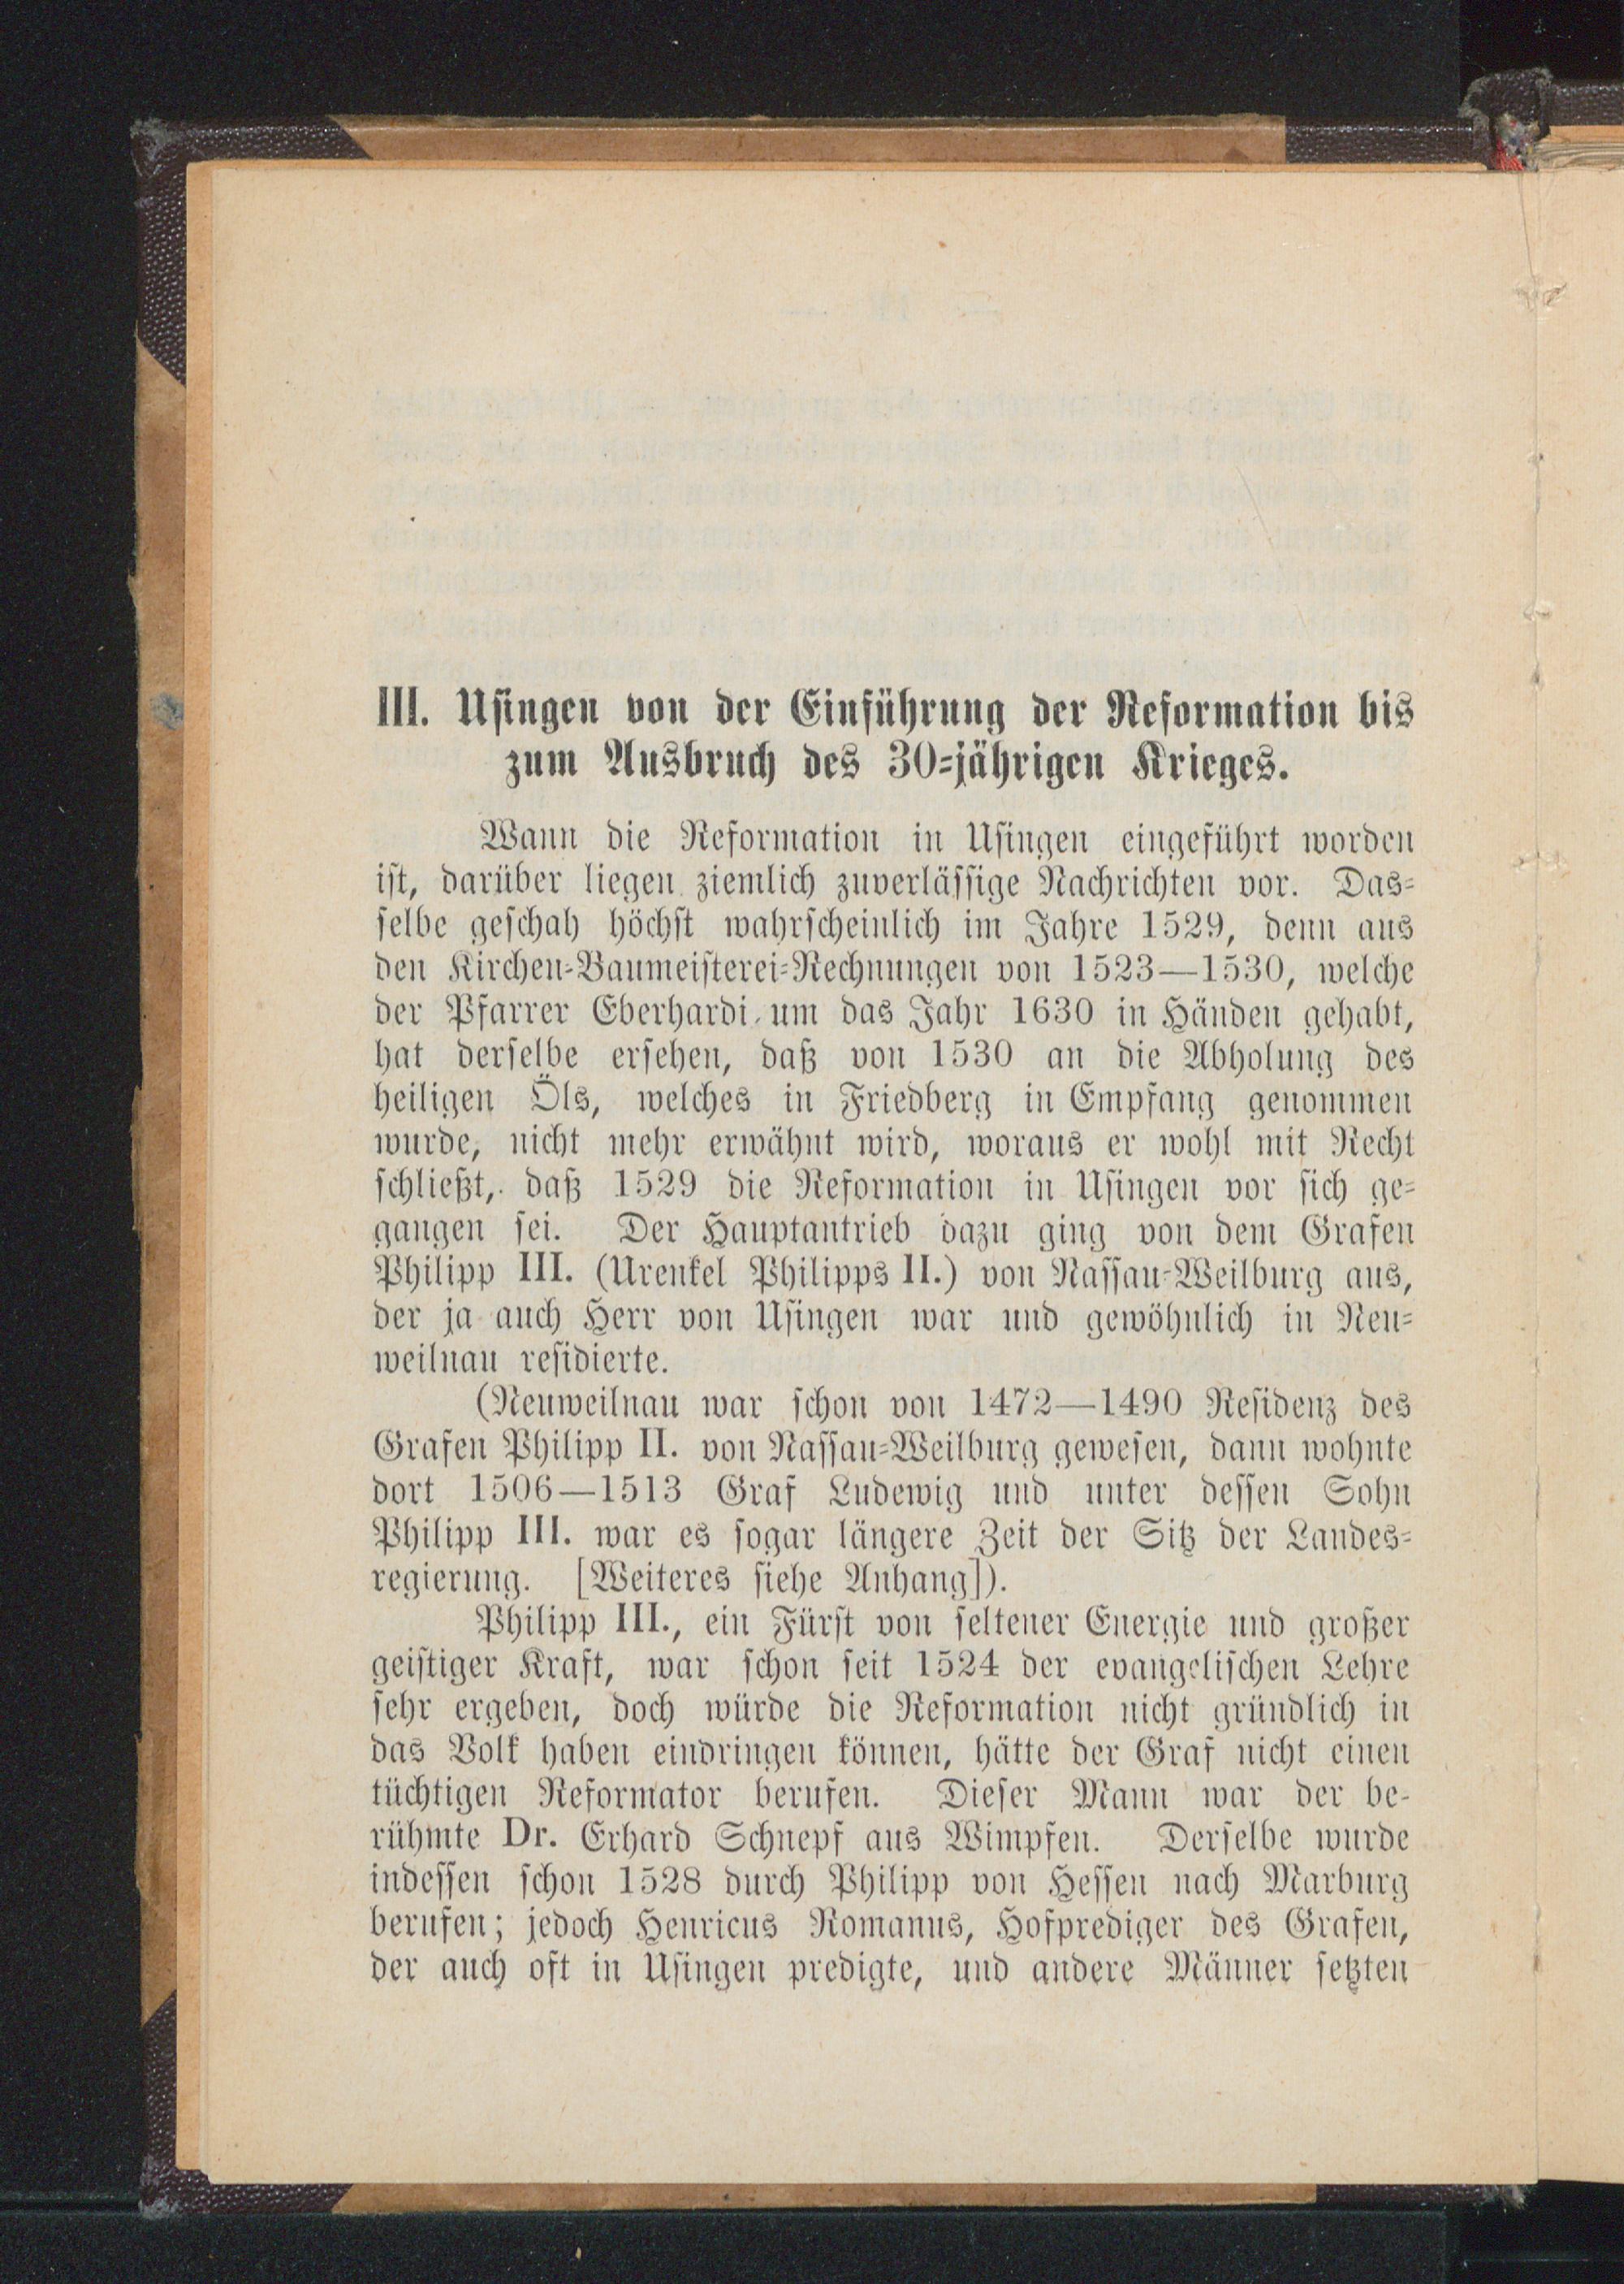 III. Usingen von der Einführung der Reformation bis
zum Ausbruch des 30-jährigen Krieges.
Wann die Reformation in Usingen eingeführt worden
ist, darüber liegen ziemlich zuverlässige Nachrichten vor. Das-
selbe geschah höchst wahrscheinlich im Jahre 1529, denn aus
den Kirchen-Baumeisterei-Rechnungen von 1523—1530, welche
der Pfarrer Eberhardi um das Jahr 1630 in Händen gehabt,
hat derselbe ersehen, daß von 1530 an die Abholung des
heiligen Öls, welches in Friedberg in Empfang genommen
wurde, nicht mehr erwähnt wird, woraus er wohl mit Recht
schließt, daß 1529 die Reformation in Usingen vor sich ge-
gangen sei. Der Hauptantrieb dazu ging von dem Grafen
Philipp III. (Urenkel Philipps II.) von Nassau-Weilburg aus,
der ja auch Herr von Usingen war und gewöhnlich in Neu-
weilnau residierte.
(Neuweilnau war schon von 1472—1490 Residenz des
Grafen Philipp II. von Nassau-Weilburg gewesen, dann wohnte
dort 1506—1513 Graf Ludewig und unter dessen Sohn
Philipp III. war es sogar längere Zeit der Sitz der Landes-
regierung. [Weiteres siehe Anhang]).
Philipp III., ein Fürst von seltener Energie und großer
geistiger Kraft, war schon seit 1524 der evangelischen Lehre
sehr ergeben, doch würde die Reformation nicht gründlich in
das Volk haben eindringen können, hätte der Graf nicht einen
tüchtigen Reformator berufen. Dieser Mann war der be-
rühmte Dr. Erhard Schnepf aus Wimpfen. Derselbe wurde
indessen schon 1528 durch Philipp von Hessen nach Marburg
berufen; jedoch Henricus Romanus, Hofprediger des Grafen,
der auch oft in Usingen predigte, und andere Männer setzten